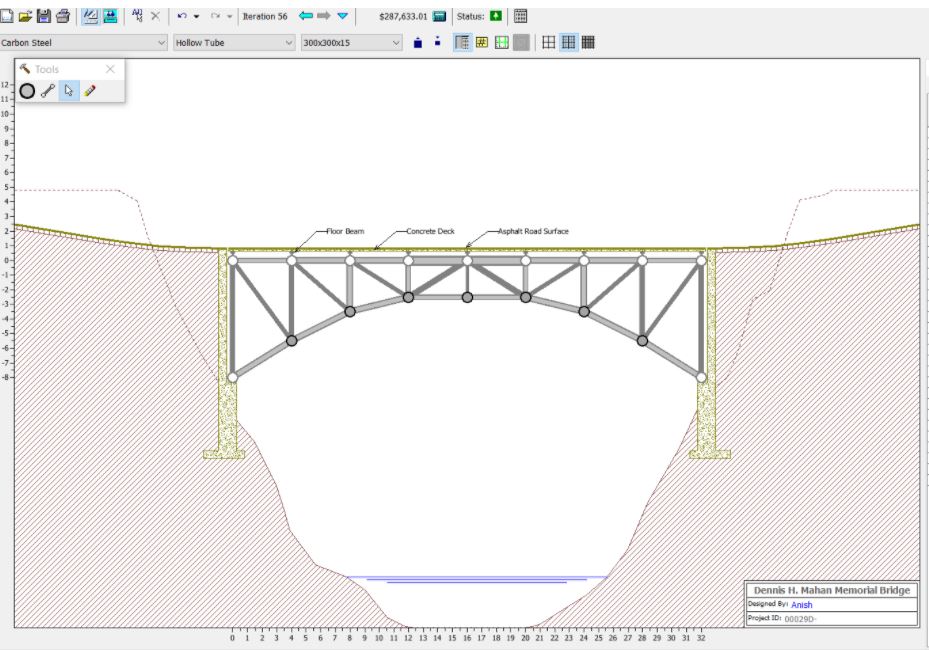 Iteration 56 $287,633.01 Status:
Carbon Steel Hollow Tube 300x300x15
Tools
12
11
10
9
8
7
6
5
4
3
2
1
0
-1
-2
-3
-4
-5
-6
-7
-8
Floor Beam Concrete Deck Asphalt Road Surface
Dennis H. Mahan Memorial Bridge
Designed By: Anish
Project ID: 00029D-
0 1 2 3 4 5 6 7 8 9 10 11 12 13 14 15 16 17 18 19 20 21 22 23 24 25 26 27 28 29 30 31 32